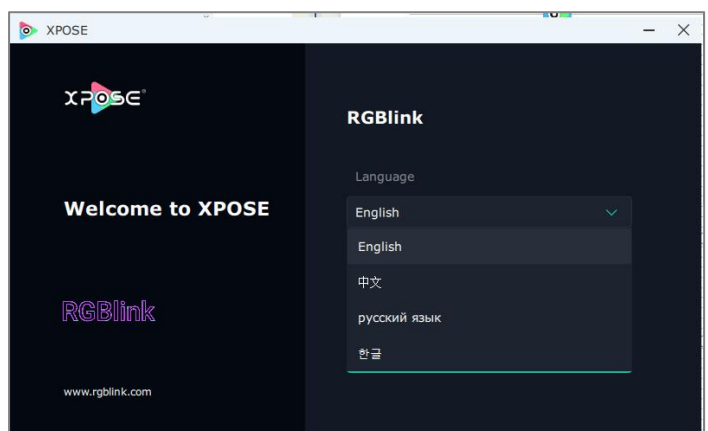 XPOSE
XPOSE®
Welcome to XPOSE
RGBlink
www.rgblink.com
RGBlink
Language
English
English
中文
русский язык
한글